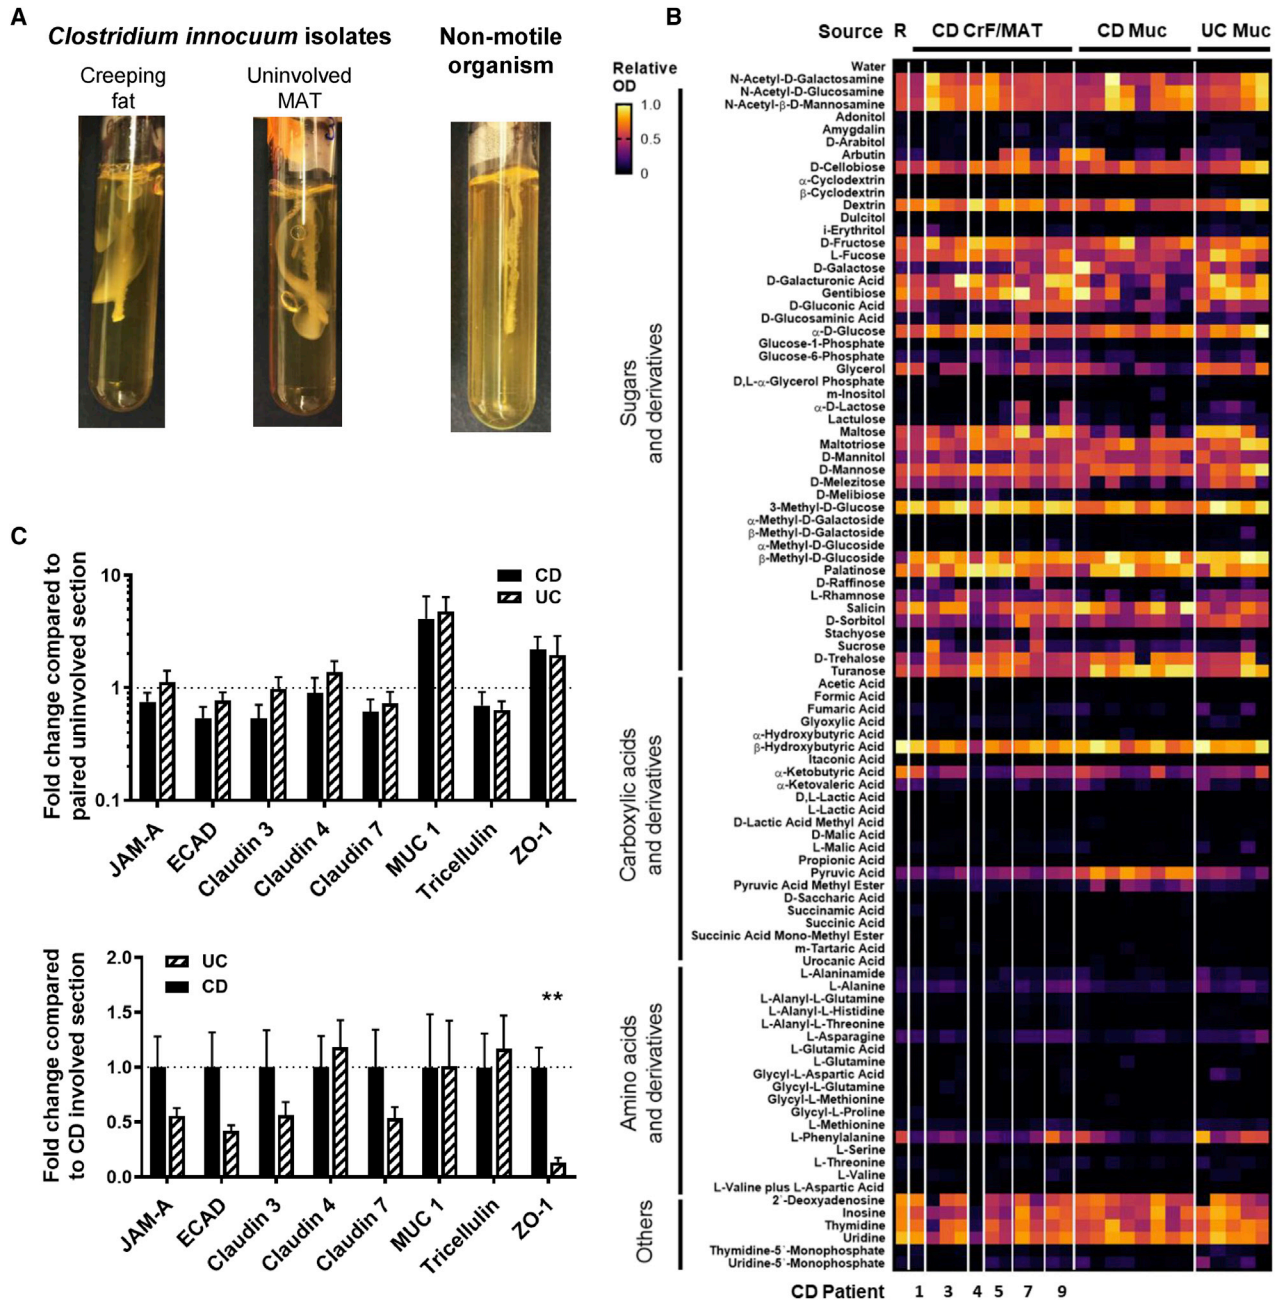 A
Clostridium innocuum isolates
Non-motile
organism
Creeping
fat
Uninvolved
MAT
B
Source R CD CrF/MAT CD Muc UC Muc
Relative
OD
1.0
0.5
0
Sugars
and derivatives
Water
N-Acetyl-D-Galactosamine
N-Acetyl-D-Glucosamine
N-Acetyl-β-D-Mannosamine
Adonitol
Amygdalin
D-Arabitol
Arbutin
D-Cellobiose
α-Cyclodextrin
β-Cyclodextrin
Dextrin
Dulcitol
i-Erythritol
D-Fructose
L-Fucose
D-Galactose
D-Galacturonic Acid
Gentibiose
D-Gluconic Acid
D-Glucosaminic Acid
α-D-Glucose
Glucose-1-Phosphate
Glucose-6-Phosphate
Glycerol
D,L-α-Glycerol Phosphate
m-Inositol
α-D-Lactose
Lactulose
Maltose
Maltotriose
D-Mannitol
D-Mannose
D-Melezitose
D-Melibiose
3-Methyl-D-Glucose
α-Methyl-D-Galactoside
β-Methyl-D-Galactoside
α-Methyl-D-Glucoside
β-Methyl-D-Glucoside
Palatinose
D-Raffinose
L-Rhamnose
Salicin
D-Sorbitol
Stachyose
Sucrose
D-Trehalose
Turanose
Carboxylic acids
and derivatives
Acetic Acid
Formic Acid
Fumaric Acid
Glyoxylic Acid
α-Hydroxybutyric Acid
β-Hydroxybutyric Acid
Itaconic Acid
α-Ketobutyric Acid
α-Ketovaleric Acid
D,L-Lactic Acid
L-Lactic Acid
D-Lactic Acid Methyl Acid
D-Malic Acid
L-Malic Acid
Propionic Acid
Pyruvic Acid
Pyruvic Acid Methyl Ester
D-Saccharic Acid
Succinamic Acid
Succinic Acid
Succinic Acid Mono-Methyl Ester
m-Tartaric Acid
Urocanic Acid
Amino acids
and derivatives
L-Alaninamide
L-Alanine
L-Alanyl-L-Glutamine
L-Alanyl-L-Histidine
L-Alanyl-L-Threonine
L-Asparagine
L-Glutamic Acid
L-Glutamine
Glycyl-L-Aspartic Acid
Glycyl-L-Glutamine
Glycyl-L-Methionine
Glycyl-L-Proline
L-Methionine
L-Phenylalanine
L-Serine
L-Threonine
L-Valine
L-Valine plus L-Aspartic Acid
Others
2'-Deoxyadenosine
Inosine
Thymidine
Uridine
Thymidine-5'-Monophosphate
Uridine-5'-Monophosphate
CD Patient 1 3 4 5 7 9
C
Fold change compared to
paired uninvolved section
10
1
0.1
CD
UC
JAM-A
ECAD
Claudin 3
Claudin 4
Claudin 7
MUC 1
Tricellulin
ZO-1
Fold change compared
to CD involved section
2.0
1.5
1.0
0.5
0.0
UC
CD
**
JAM-A
ECAD
Claudin 3
Claudin 4
Claudin 7
MUC 1
Tricellulin
ZO-1